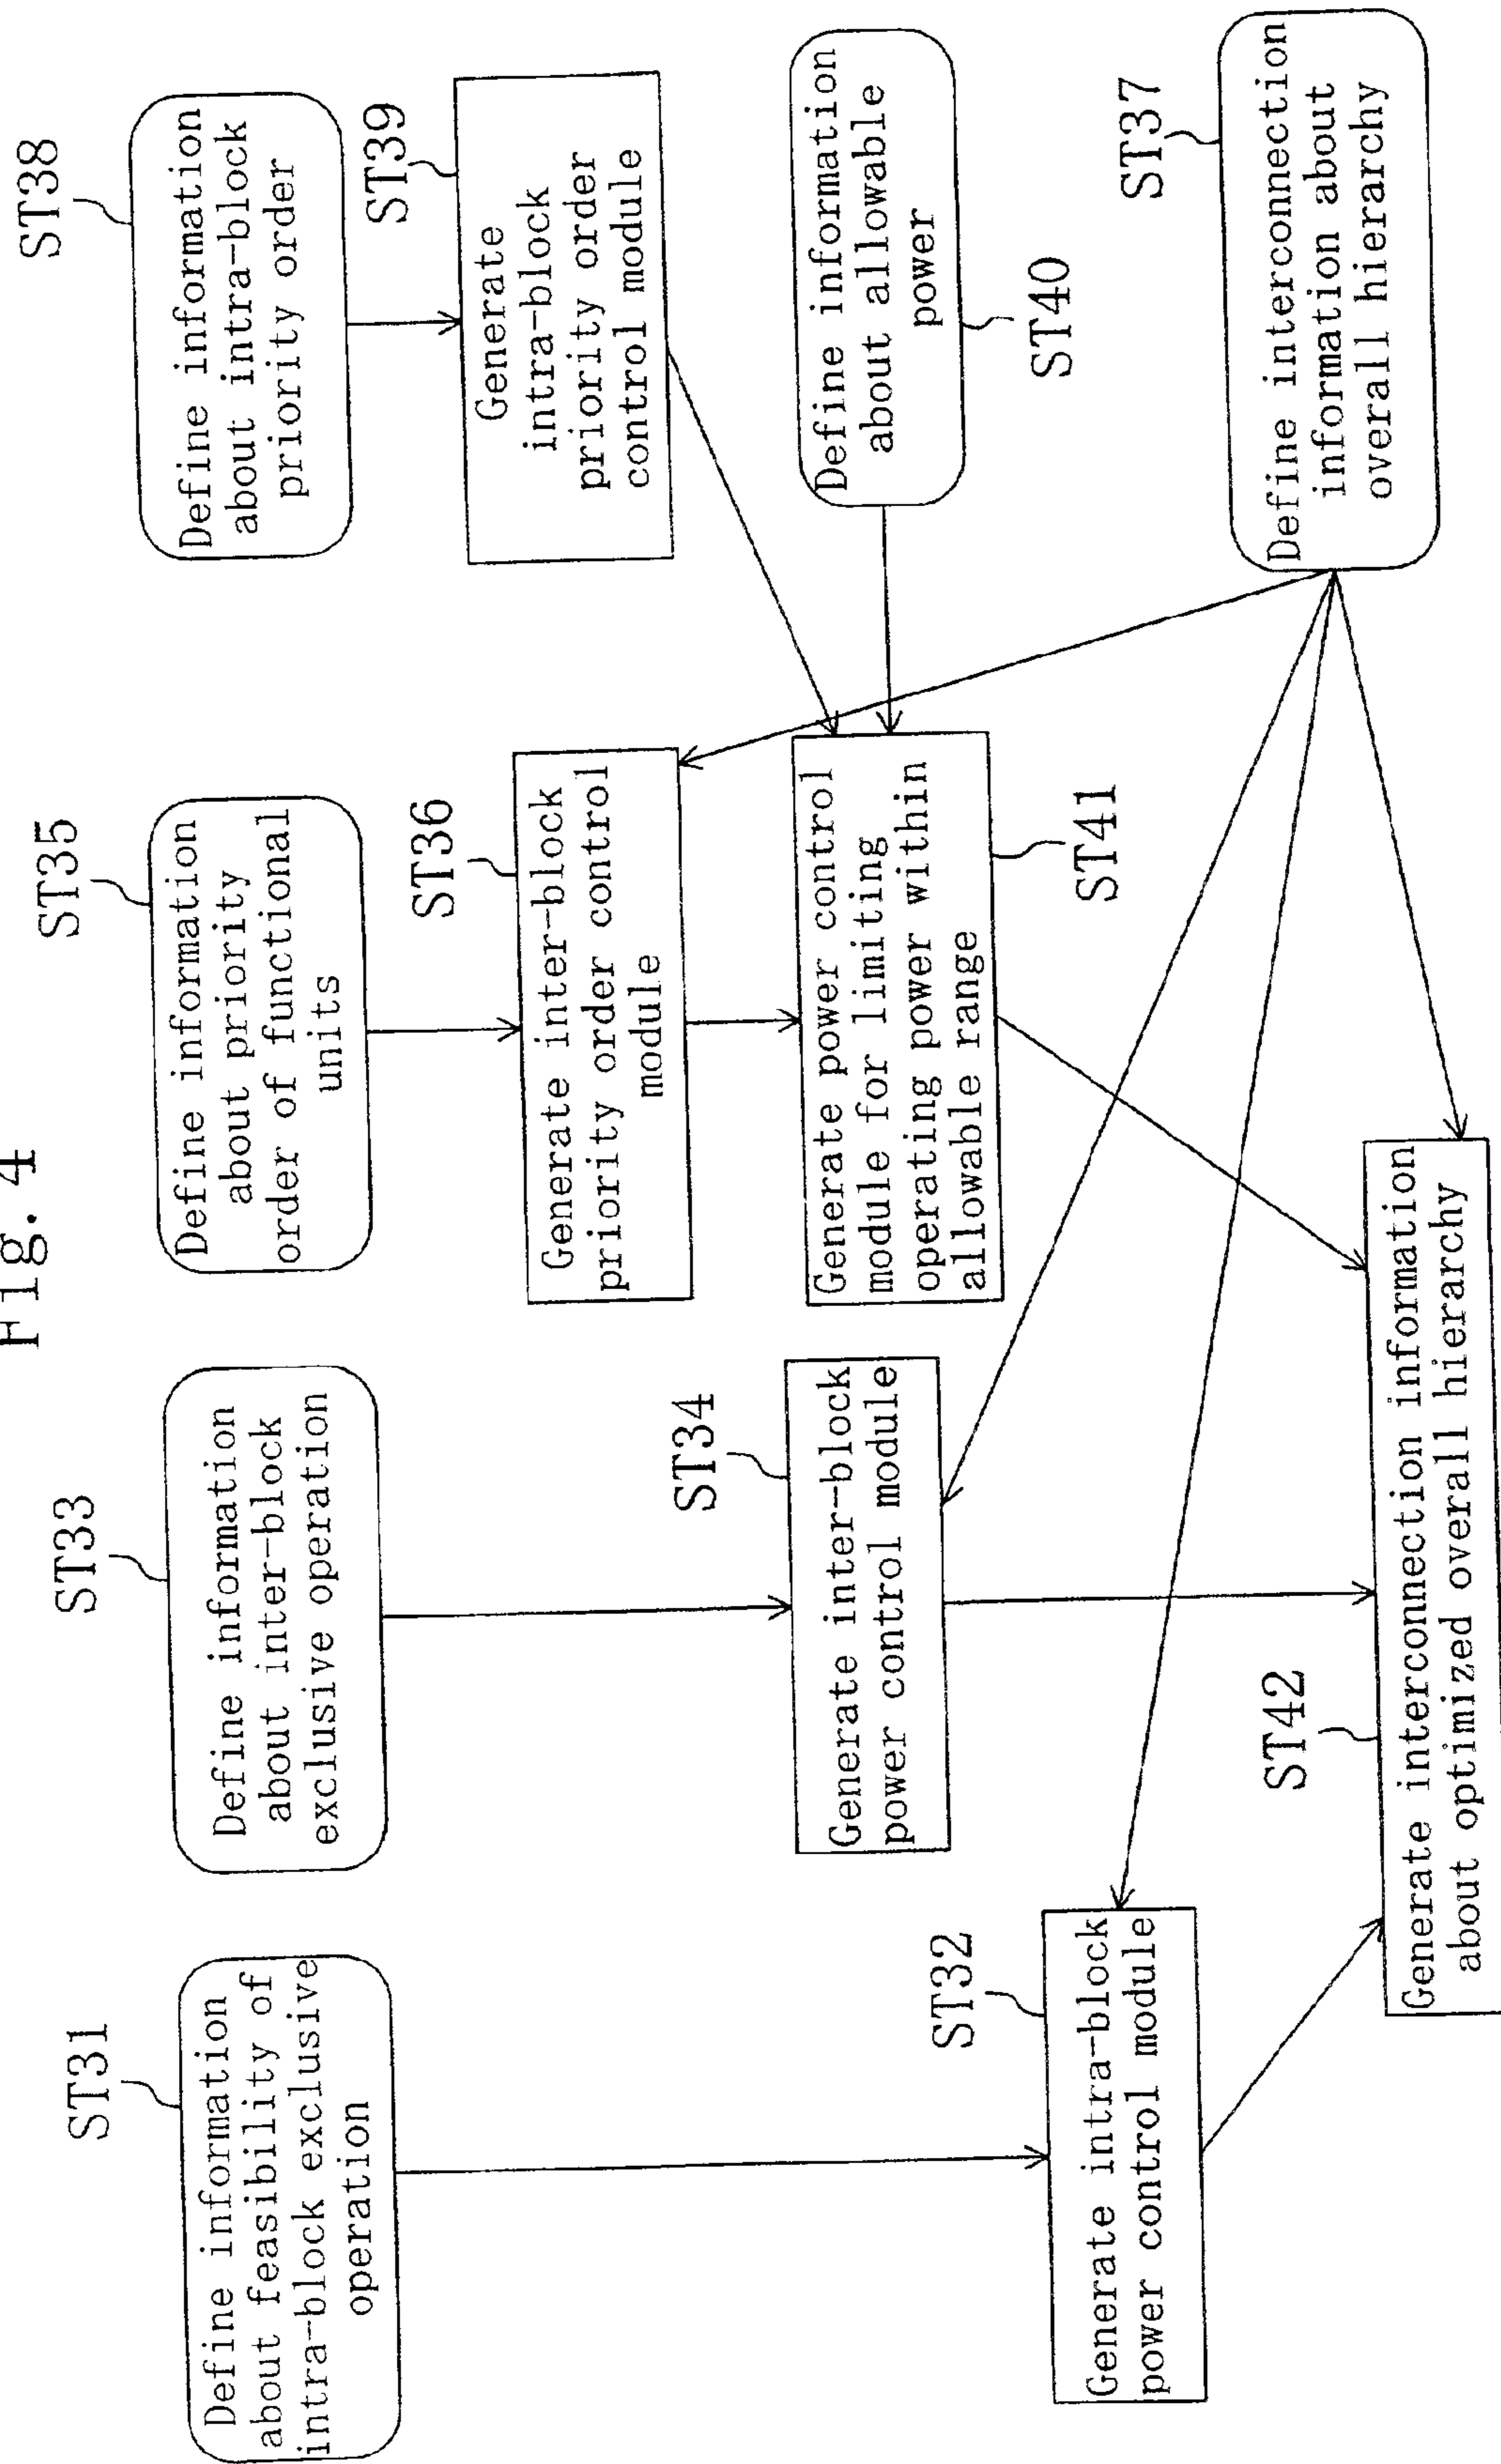 Fig. 4
ST31
Define information
about feasibility of
intra-block exclusive
operation
ST33
Define information
about inter-block
exclusive operation
ST35
Define information
about priority
order of functional
units
ST38
Define information
about intra-block
priority order
ST36
Generate inter-block
priority order control
module
ST39
Generate
intra-block
priority order
control module
ST34
Generate inter-block
power control module
Generate power control
module for limiting
operating power within
allowable range
ST41
Define information
about allowable
power
ST40
ST32
Generate intra-block
power control module
ST37
Define interconnection
information about
overall hierarchy
ST42
Generate interconnection information
about optimized overall hierarchy